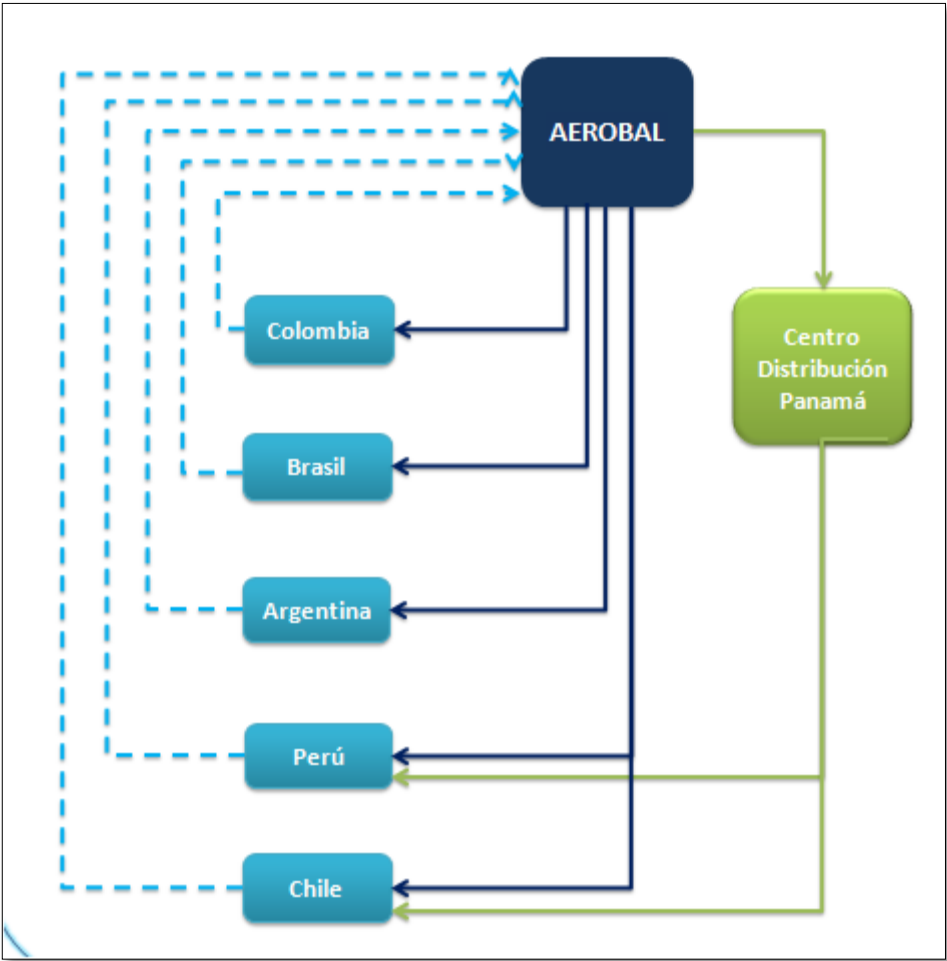 AEROBAL
Colombia
Centro
Distribución
Panamá
Brasil
Argentina
Perú
Chile